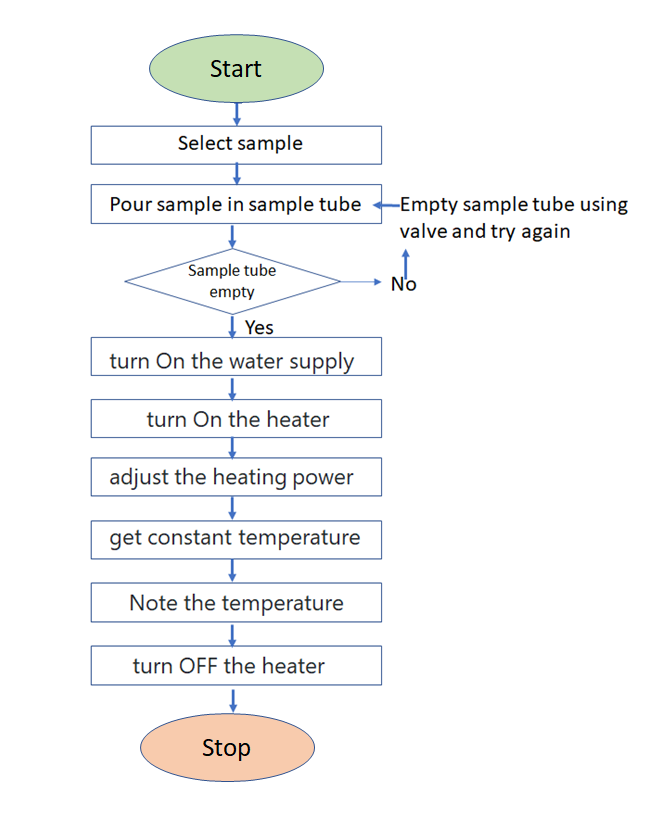 Start
Select sample
Pour sample in sample tube
Empty sample tube using
valve and try again
Sample tube
empty
No
Yes
turn On the water supply
turn On the heater
adjust the heating power
get constant temperature
Note the temperature
turn OFF the heater
Stop